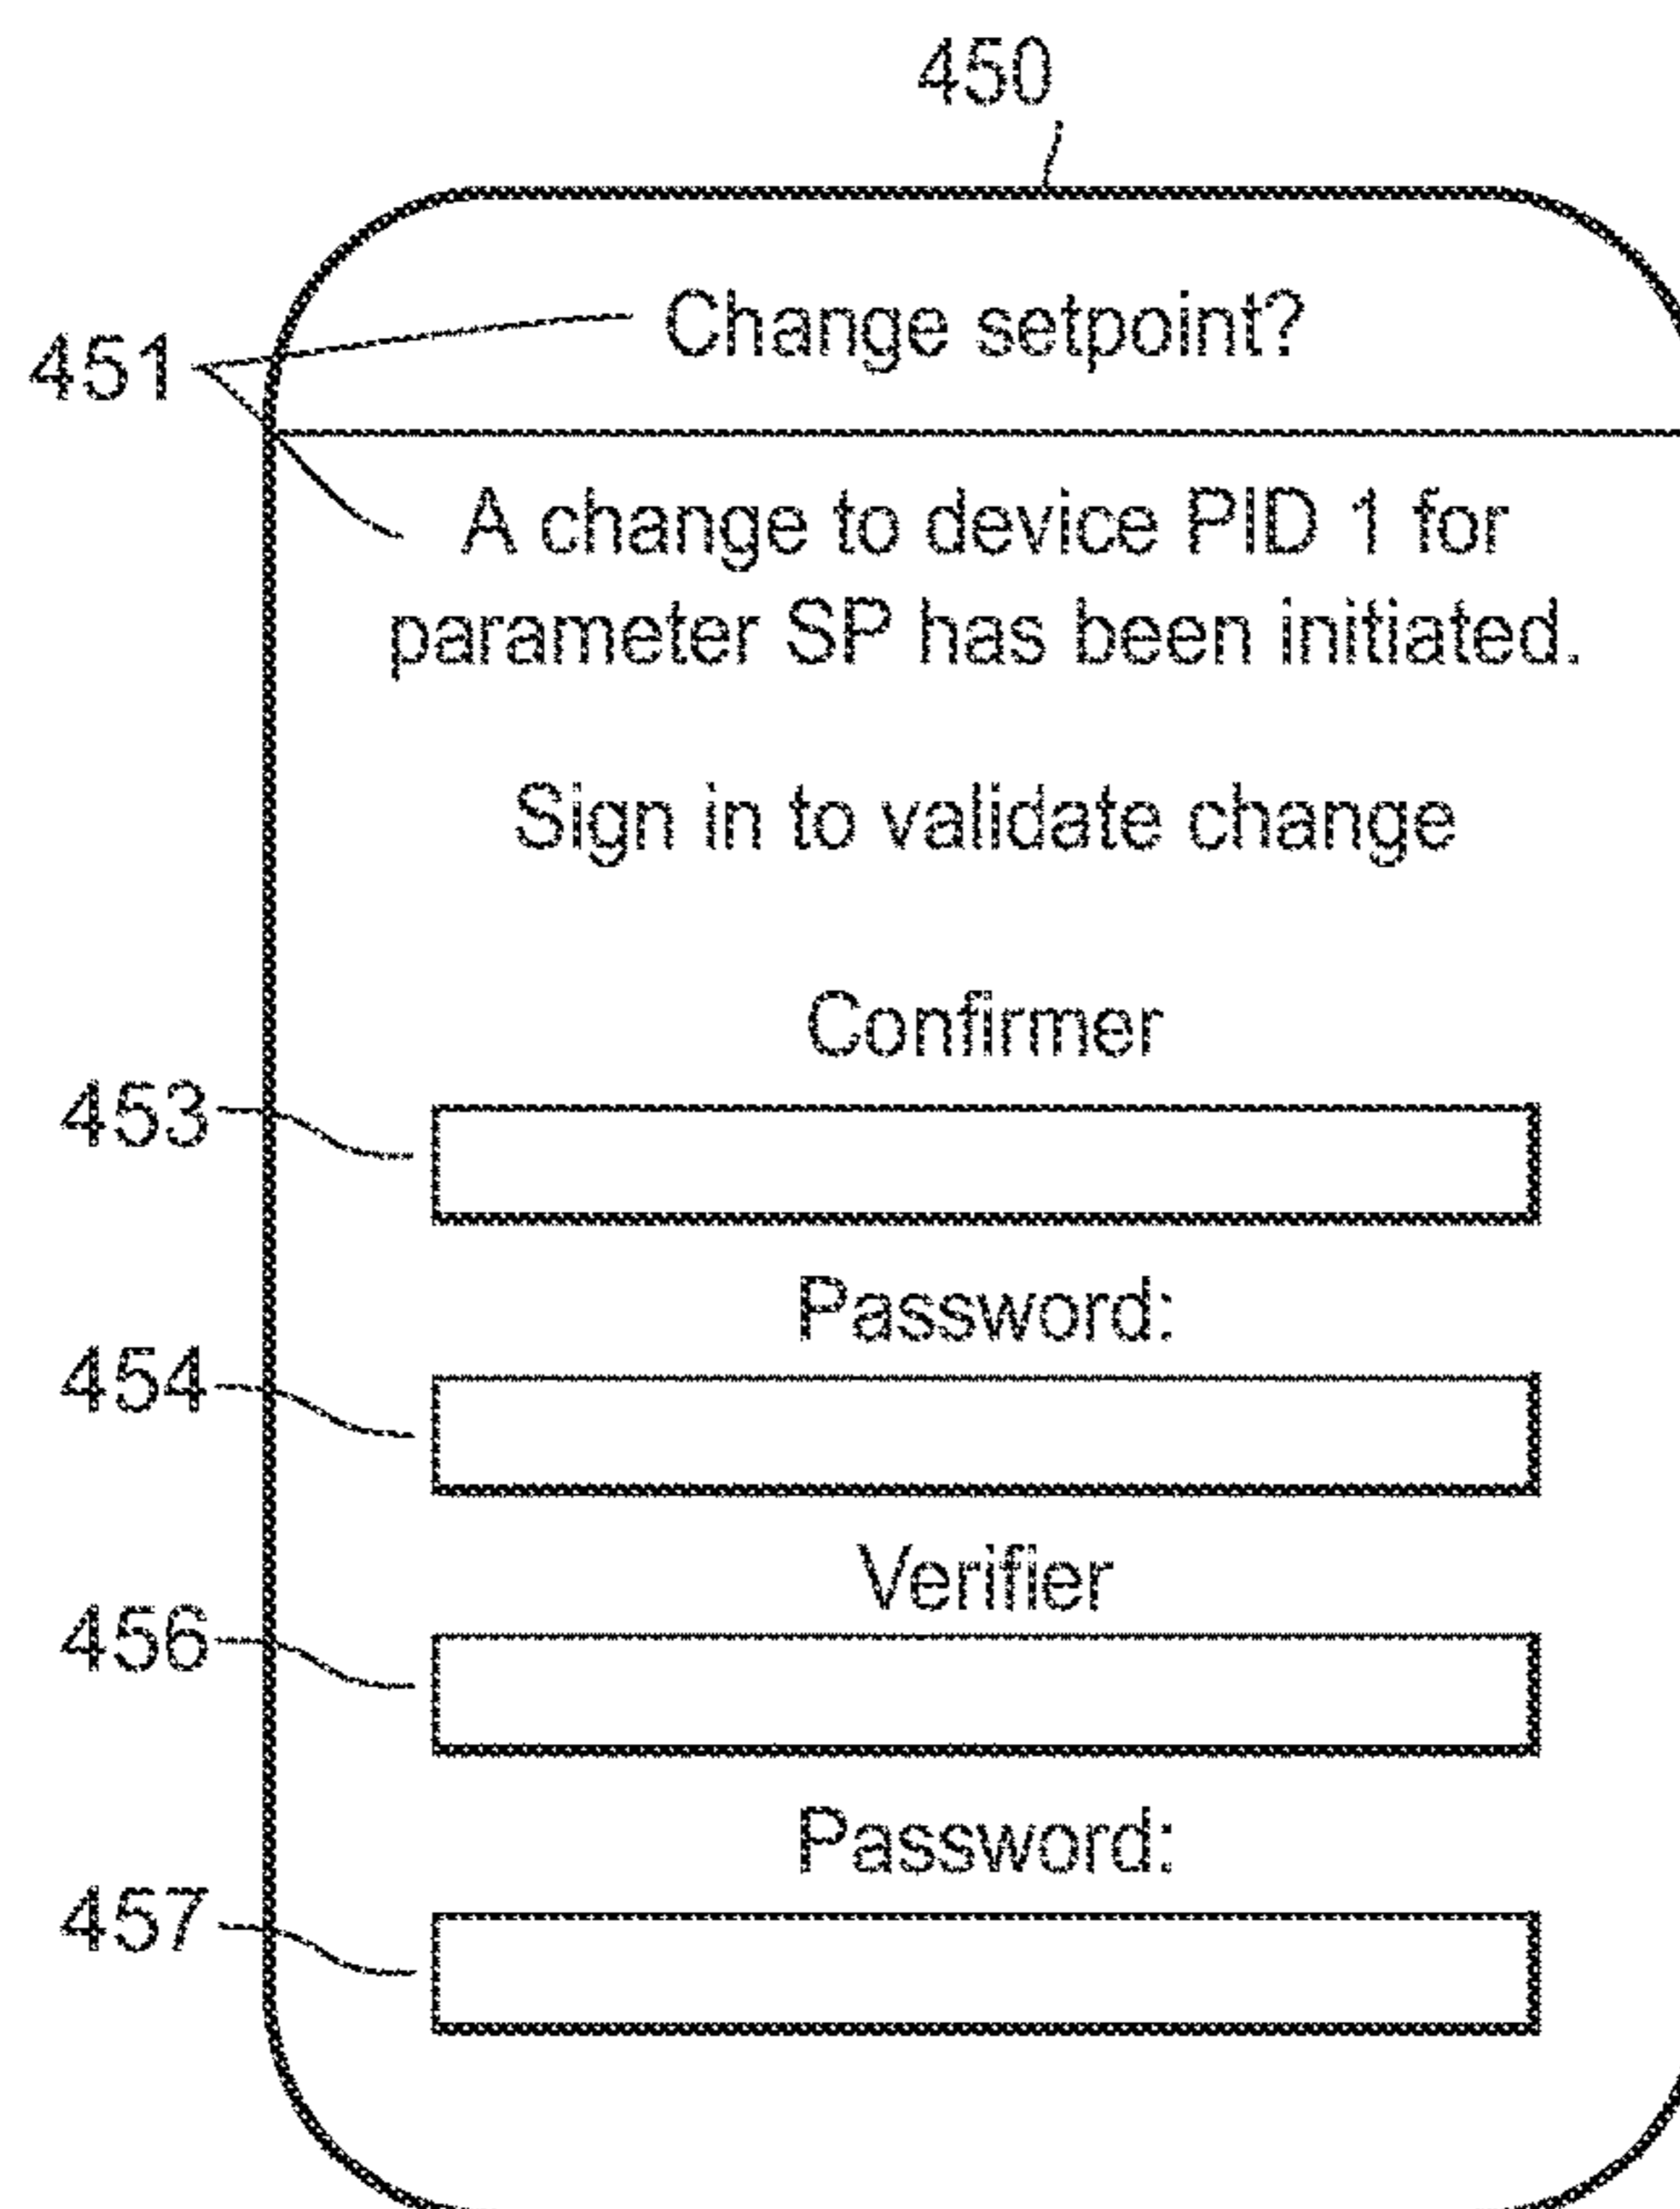 450
Change setpoint?
451
A change to device PID 1 for
parameter SP has been initiated.
Sign in to validate change
Confirmer
453
Password:
454
Verifier
456
Password:
457